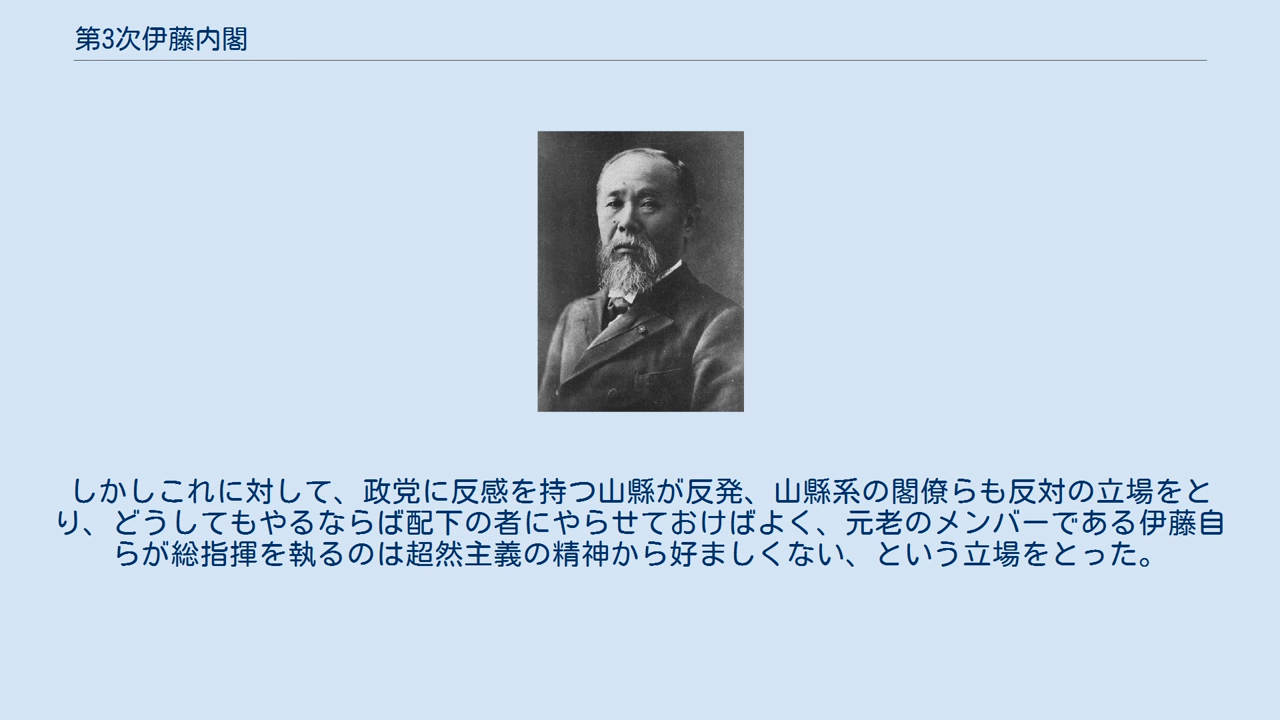 第3次伊藤内閣
しかしこれに対して、政党に反感を持つ山縣が反発、山縣系の閣僚らも反対の立場をと
り、どうしてもやるならば配下の者にやらせておけばよく、元老のメンバーである伊藤自
らが総指揮を執るのは超然主義の精神から好ましくない、という立場をとった。